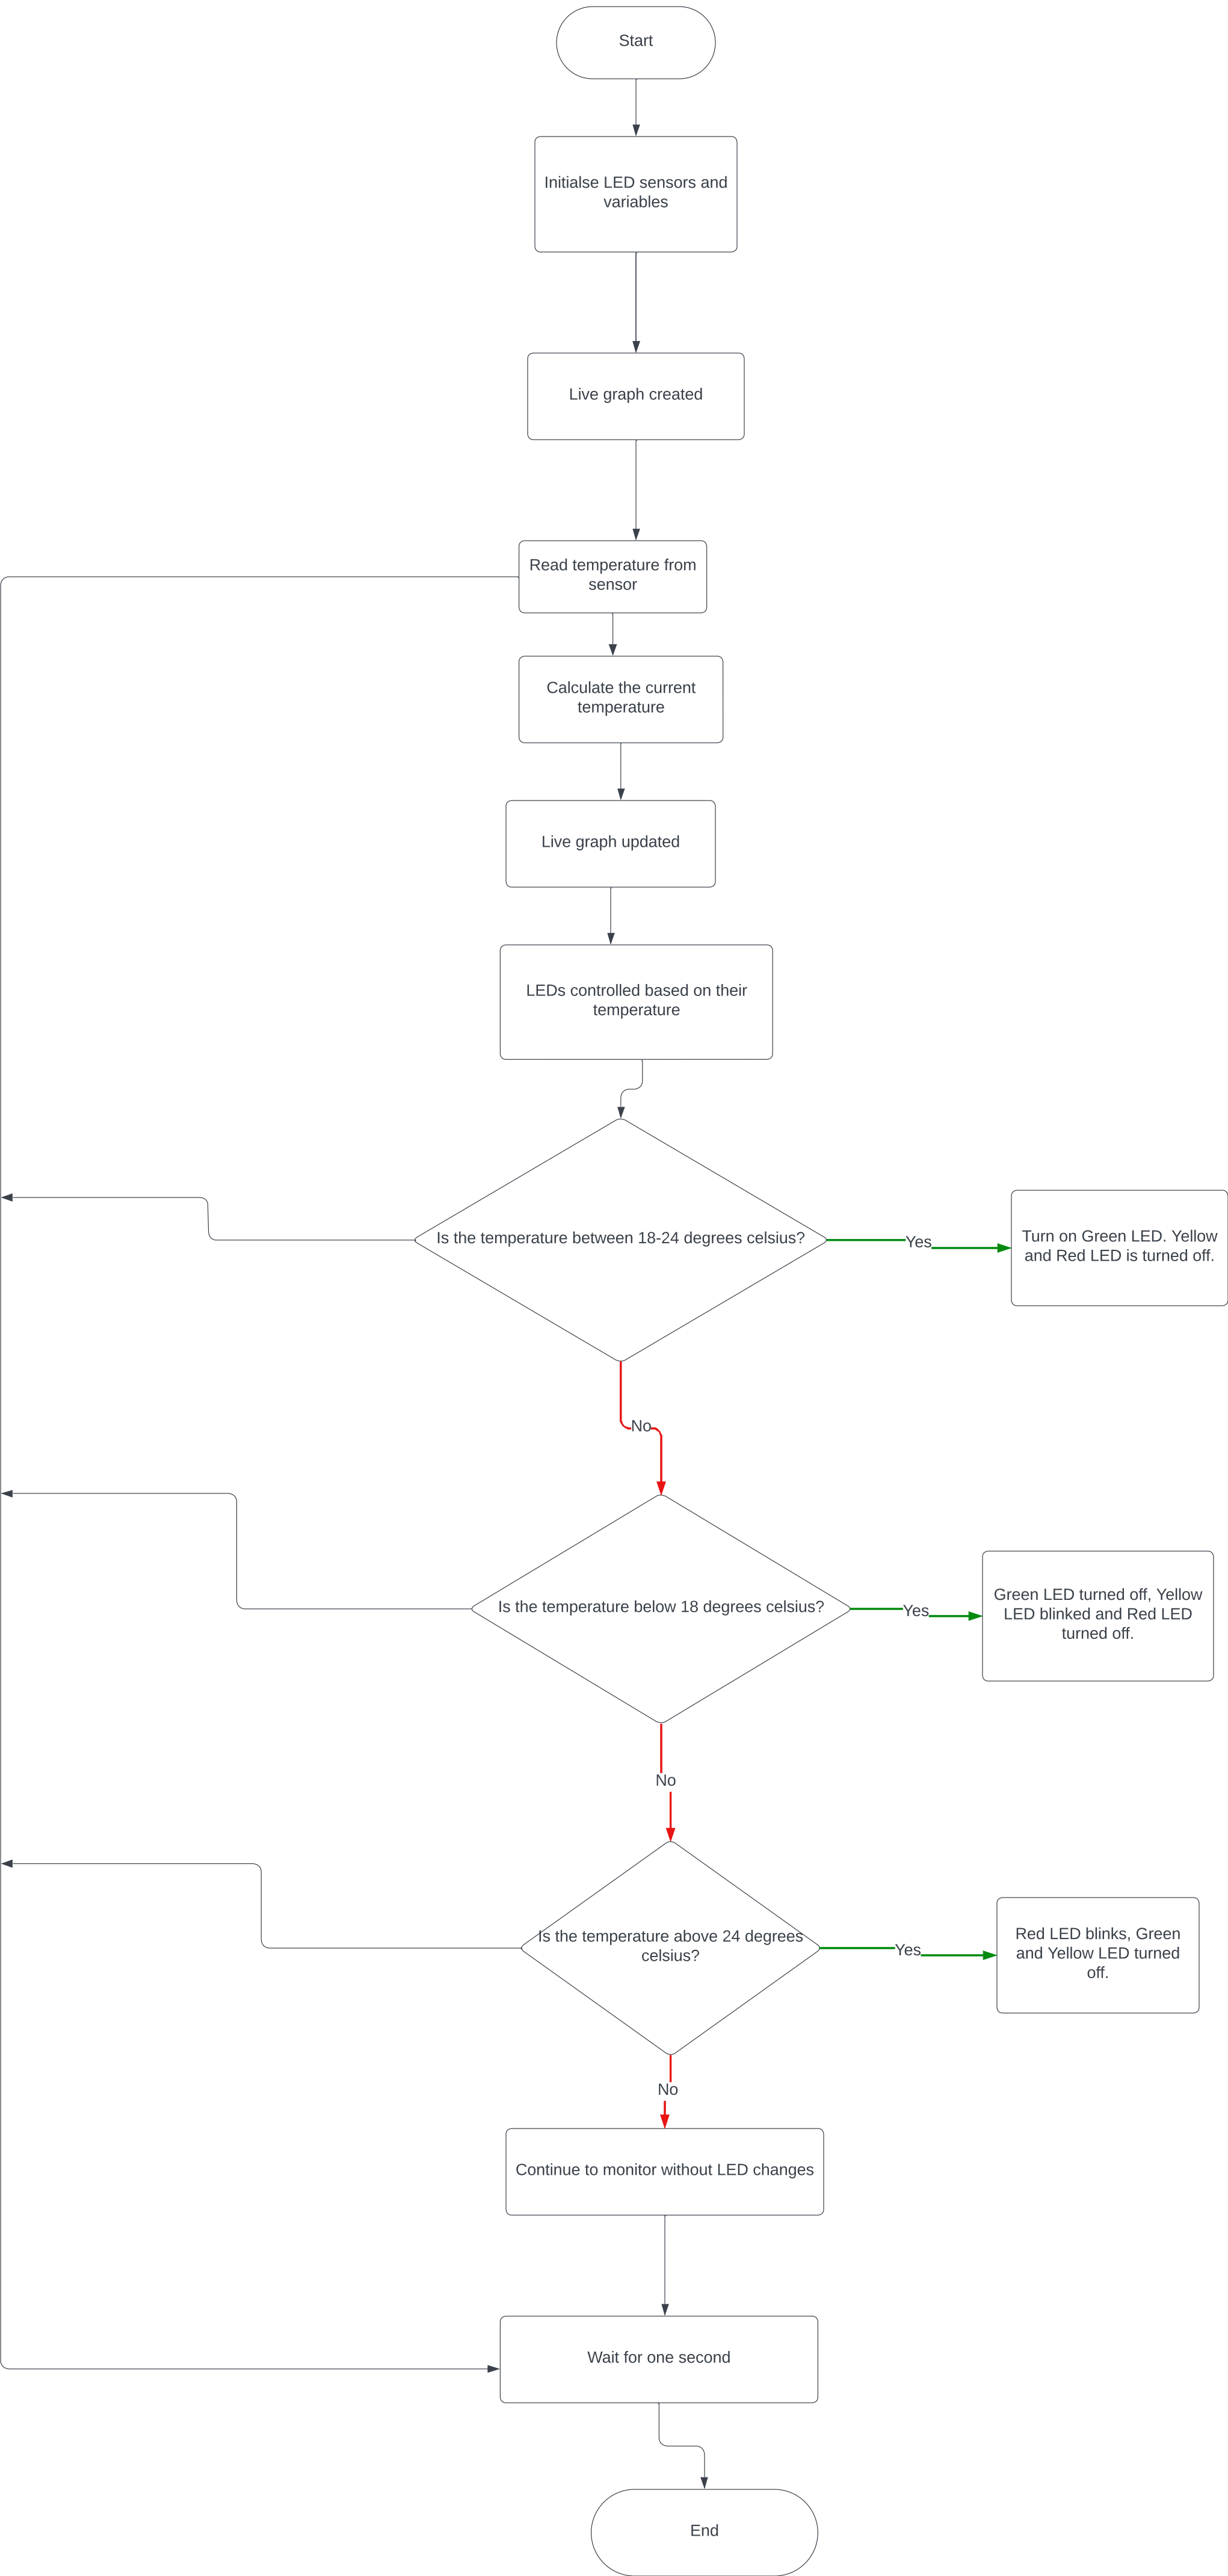 Start
Initialse LED sensors and
variables
Live graph created
Read temperature from
sensor
Calculate the current
temperature
Live graph updated
LEDs controlled based on their
temperature
Is the temperature between 18-24 degrees celsius?
Yes
Turn on Green LED. Yellow
and Red LED is turned off.
No
Is the temperature below 18 degrees celsius?
Yes
Green LED turned off, Yellow
LED blinked and Red LED
turned off.
No
Is the temperature above 24 degrees
celsius?
Yes
Red LED blinks, Green
and Yellow LED turned
off.
No
Continue to monitor without LED changes
Wait for one second
End